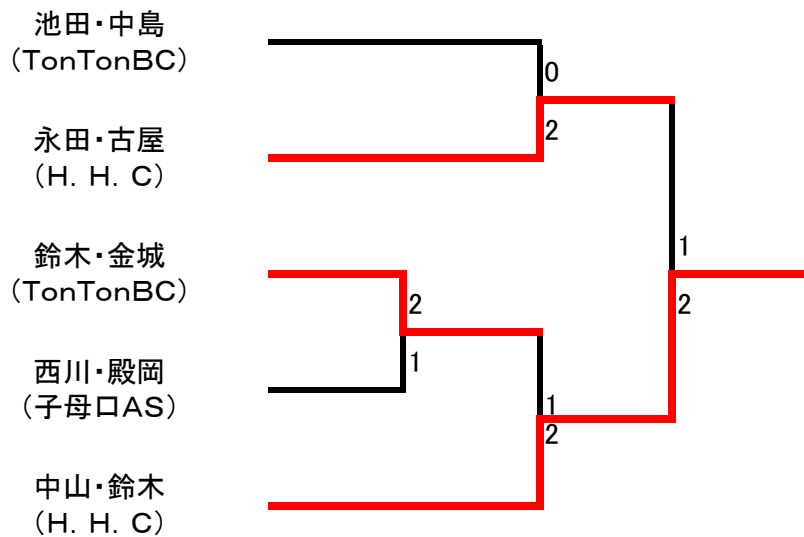 池田・中島
（TonTonBC）
0
2
永田・古屋
（H．H．C）
鈴木・金城
（TonTonBC）
1
2
2
1
西川・殿岡
（子母口AS）
1
2
中山・鈴木
（H．H．C）